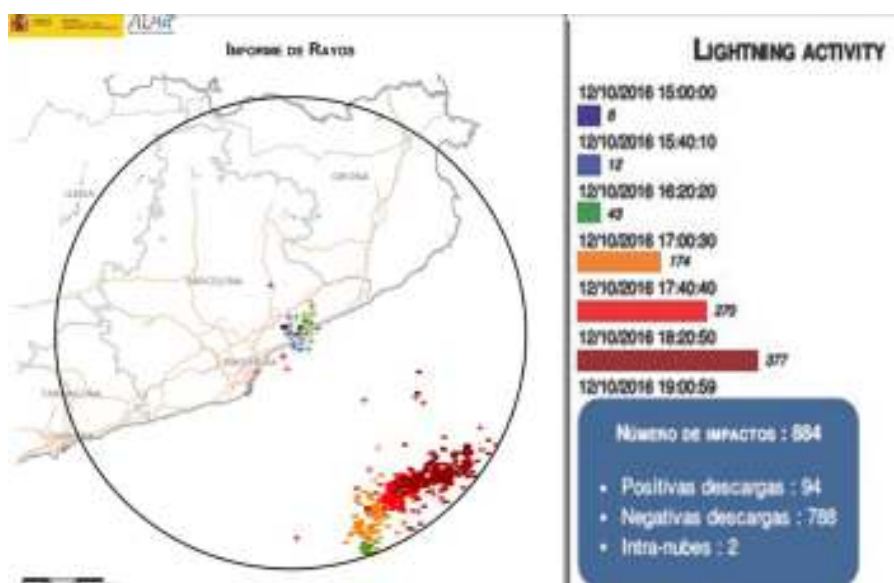 INFORME DE RAYOS
GIRONA
BARCELONA
TARRAGONA
LIGHTNING ACTIVITY
12/10/2016 15:00:00
8
12/10/2016 15:40:10
12
12/10/2016 16:20:20
43
12/10/2016 17:00:30
174
12/10/2016 17:40:40
270
12/10/2016 18:20:50
377
12/10/2016 19:00:59
NÚMERO DE IMPACTOS : 884
• Positivas descargas : 94
• Negativas descargas : 788
• Intra-nubes : 2